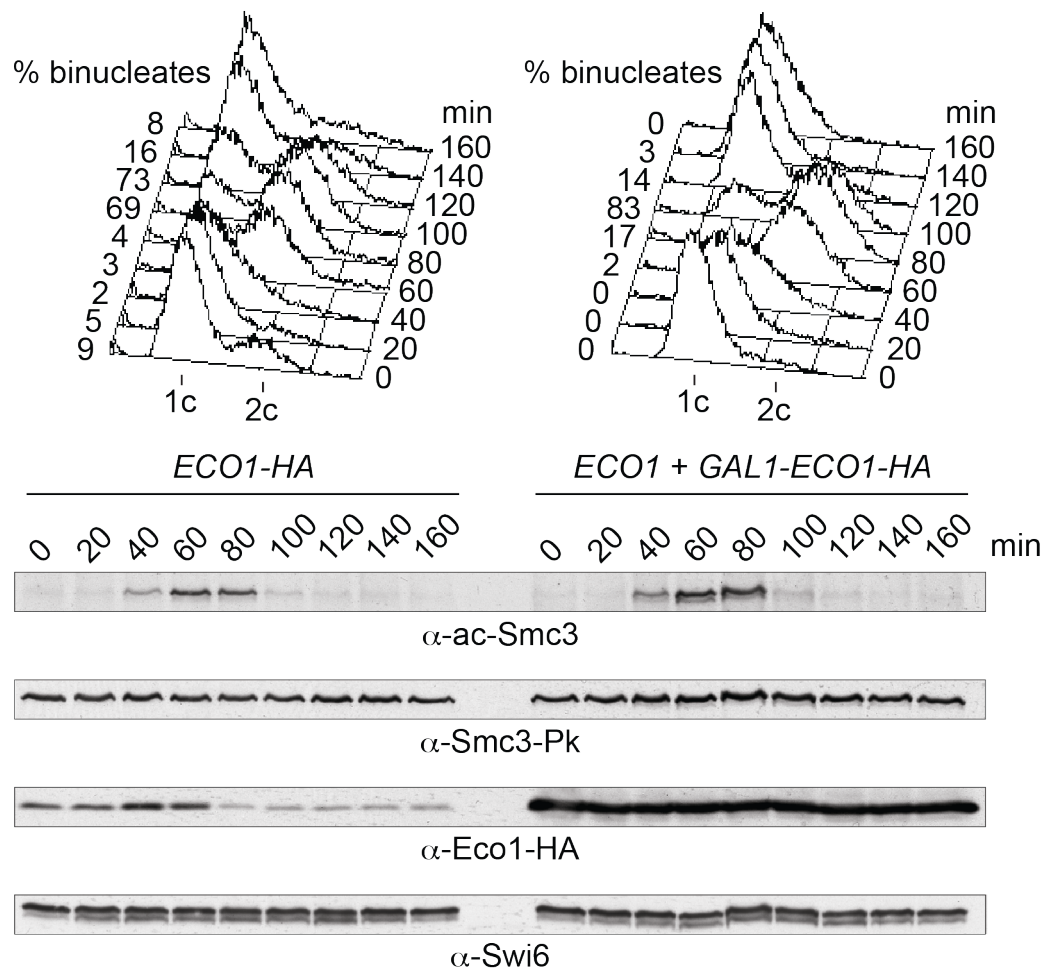 % binucleates
% binucleates
min
min
8
16
73
69
4
3
2
5
9
160
140
120
100
80
60
40
20
0
1c
2c
0
3
14
83
17
2
0
0
0
160
140
120
100
80
60
40
20
0
1c
2c
ECO1-HA
ECO1 + GAL1-ECO1-HA
0 20 40 60 80 100 120 140 160 0 20 40 60 80 100 120 140 160 min
α-ac-Smc3
α-Smc3-Pk
α-Eco1-HA
α-Swi6